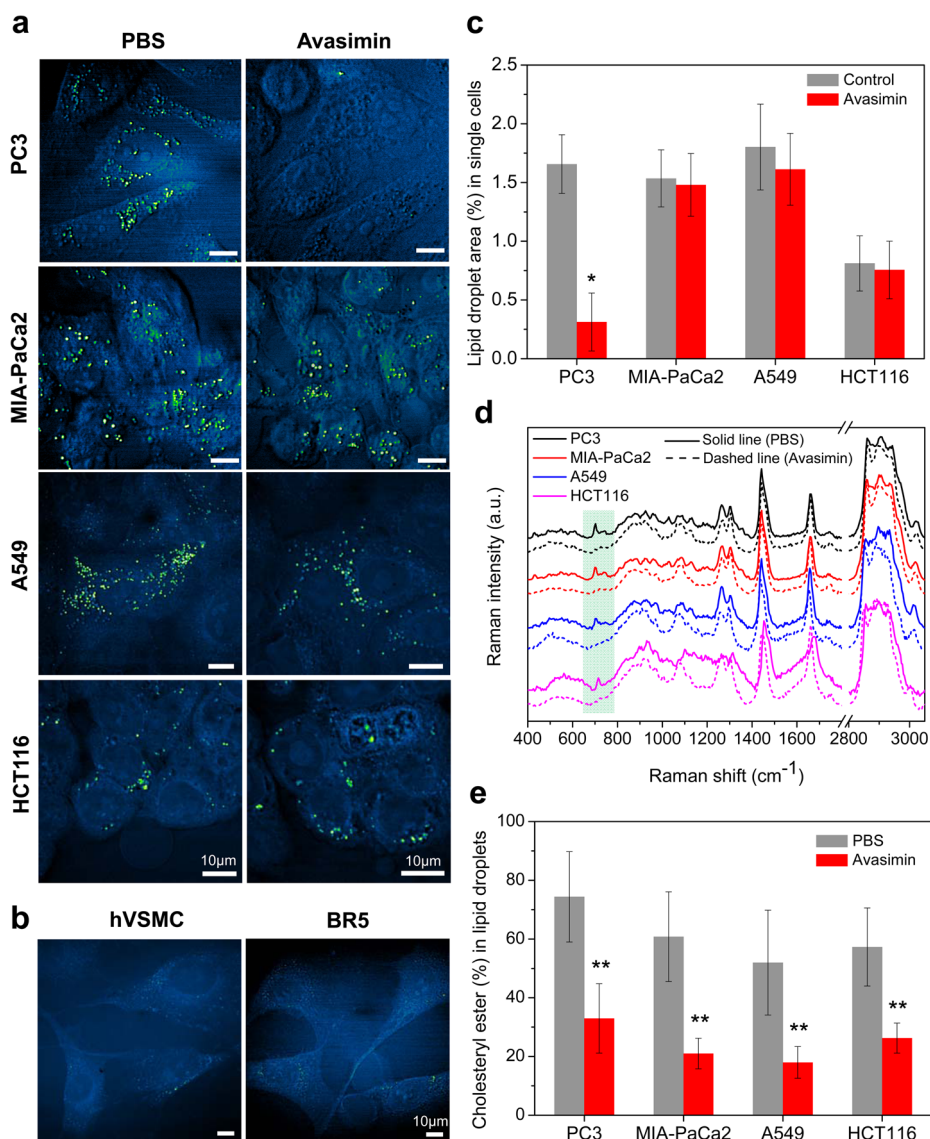 a
PBS
Avasimin
PC3
MIA-PaCa2
A549
HCT116
10μm
10μm
b
hVSMC
BR5
10μm
c
Lipid droplet area (%) in single cells
2.5
2.0
1.5
1.0
0.5
0.0
Control
Avasimin
*
PC3
MIA-PaCa2
A549
HCT116
d
Raman intensity (a.u.)
PC3
MIA-PaCa2
A549
HCT116
Solid line (PBS)
Dashed line (Avasimin)
400 600 800 1000 1200 1400 1600 2800 3000
Raman shift (cm⁻¹)
e
Cholesteryl ester (%) in lipid droplets
100
80
60
40
20
0
PBS
Avasimin
**
**
**
**
PC3
MIA-PaCa2
A549
HCT116